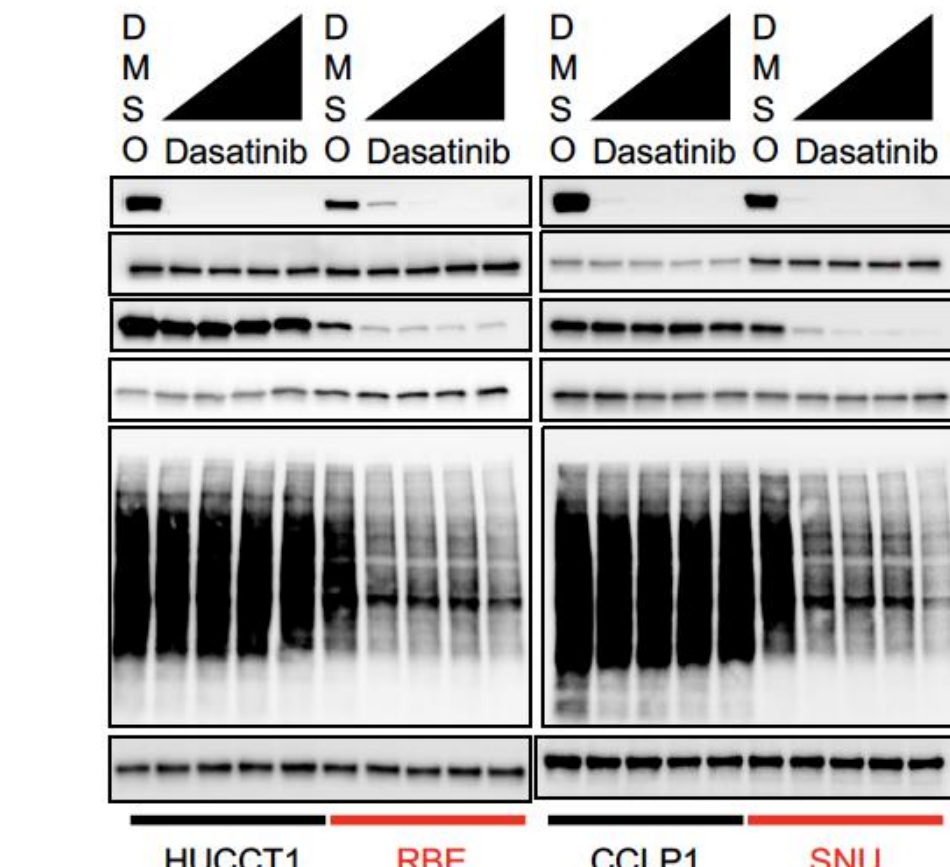 D D D D
M M M M
S S S S
O Dasatinib O Dasatinib O Dasatinib O Dasatinib
HUCCT1 RBE CCLP1 SNU